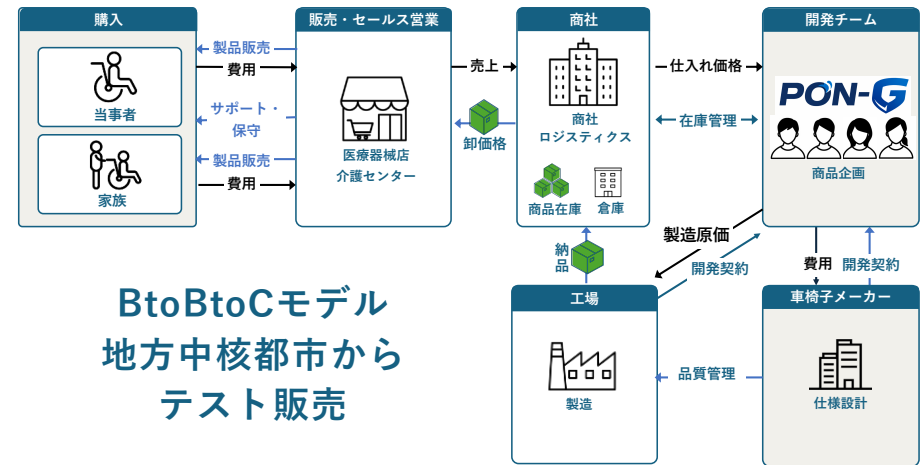 購入
販売・セールス営業
商社
開発チーム
当事者
家族
製品販売
費用
サポート・
保守
製品販売
費用
医療器械店
介護センター
売上
卸価格
商社
ロジスティクス
商品在庫
倉庫
仕入れ価格
在庫管理
PON-G
商品企画
納
品
製造原価
開発契約
費用
開発契約
工場
製造
品質管理
車椅子メーカー
仕様設計
BtoBtoCモデル
地方中核都市から
テスト販売